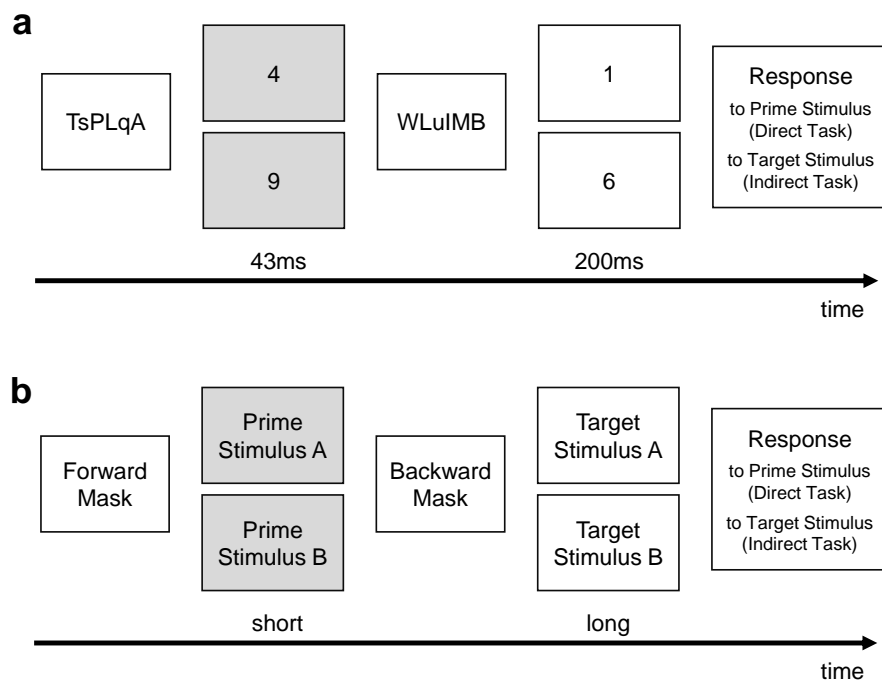 a
TsPLqA
4
9
WLuIMB
1
6
Response
to Prime Stimulus
(Direct Task)
to Target Stimulus
(Indirect Task)
43ms
200ms
time
b
Forward
Mask
Prime
Stimulus A
Prime
Stimulus B
Backward
Mask
Target
Stimulus A
Target
Stimulus B
Response
to Prime Stimulus
(Direct Task)
to Target Stimulus
(Indirect Task)
short
long
time